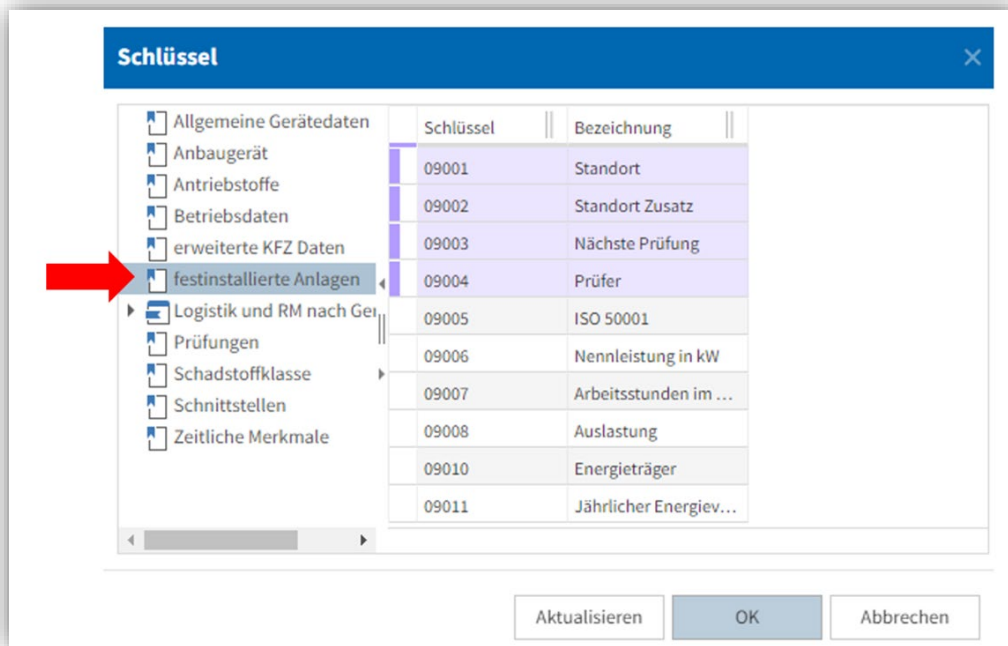 Schlüssel
Allgemeine Gerätedaten
Anbaugerät
Antriebstoffe
Betriebsdaten
erweiterte KFZ Daten
festinstallierte Anlagen
Logistik und RM nach Ger
Prüfungen
Schadstoffklasse
Schnittstellen
Zeitliche Merkmale
Schlüssel Bezeichnung
09001 Standort
09002 Standort Zusatz
09003 Nächste Prüfung
09004 Prüfer
09005 ISO 50001
09006 Nennleistung in kW
09007 Arbeitsstunden im ...
09008 Auslastung
09010 Energieträger
09011 Jährlicher Energiev...
Aktualisieren OK Abbrechen